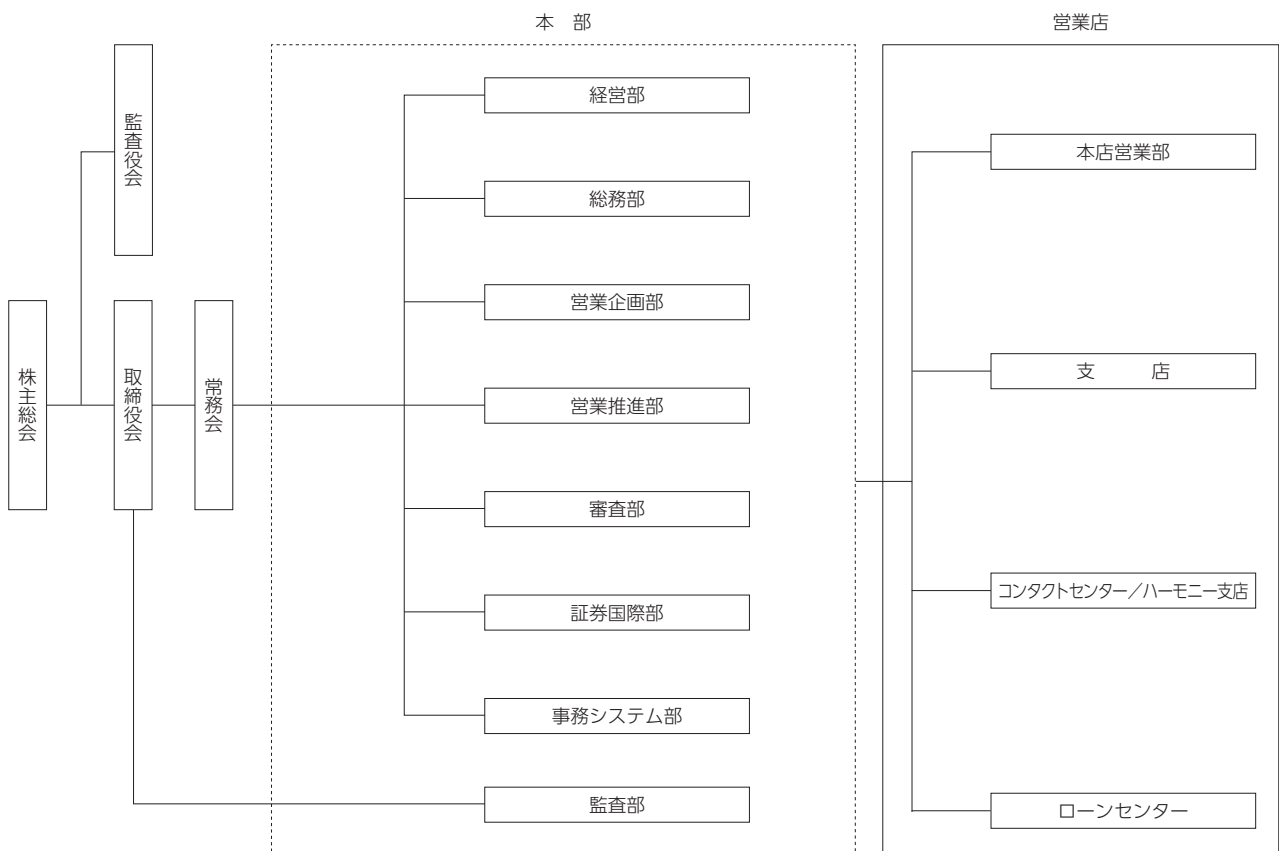 本　部
営業店
監査役会
株主総会
取締役会
常務会
経営部
総務部
営業企画部
営業推進部
審査部
証券国際部
事務システム部
監査部
本店営業部
支　　店
コンタクトセンター／ハーモニー支店
ローンセンター